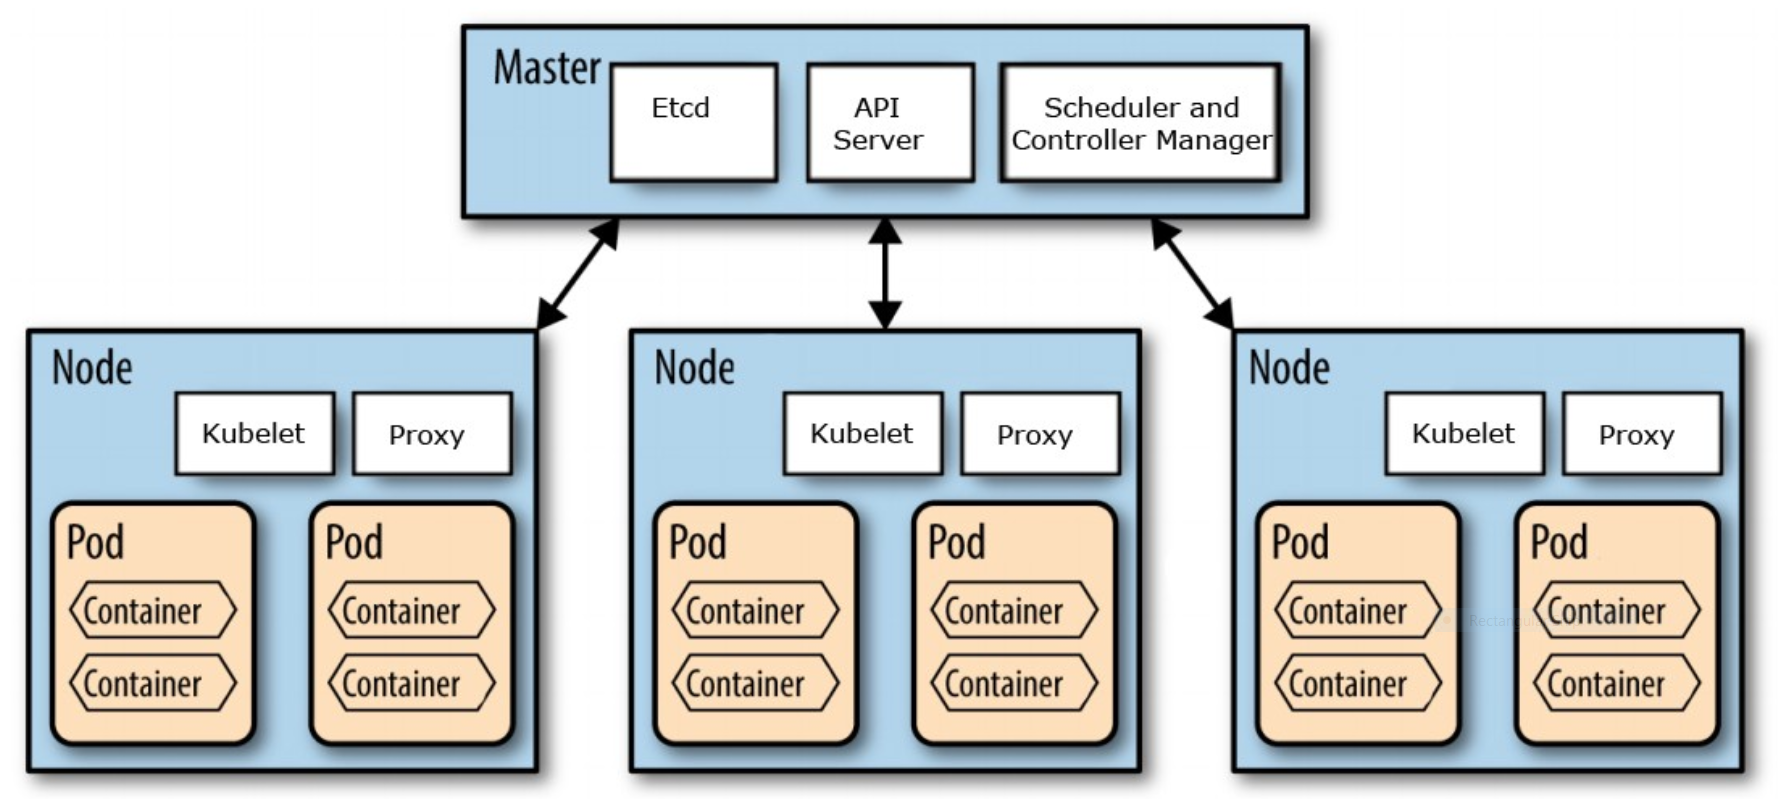 Master
Etcd
API
Server
Scheduler and
Controller Manager
Node
Kubelet
Proxy
Pod
Container
Container
Pod
Container
Container
Node
Kubelet
Proxy
Pod
Container
Container
Pod
Container
Container
Node
Kubelet
Proxy
Pod
Container
Container
Pod
Container
Container